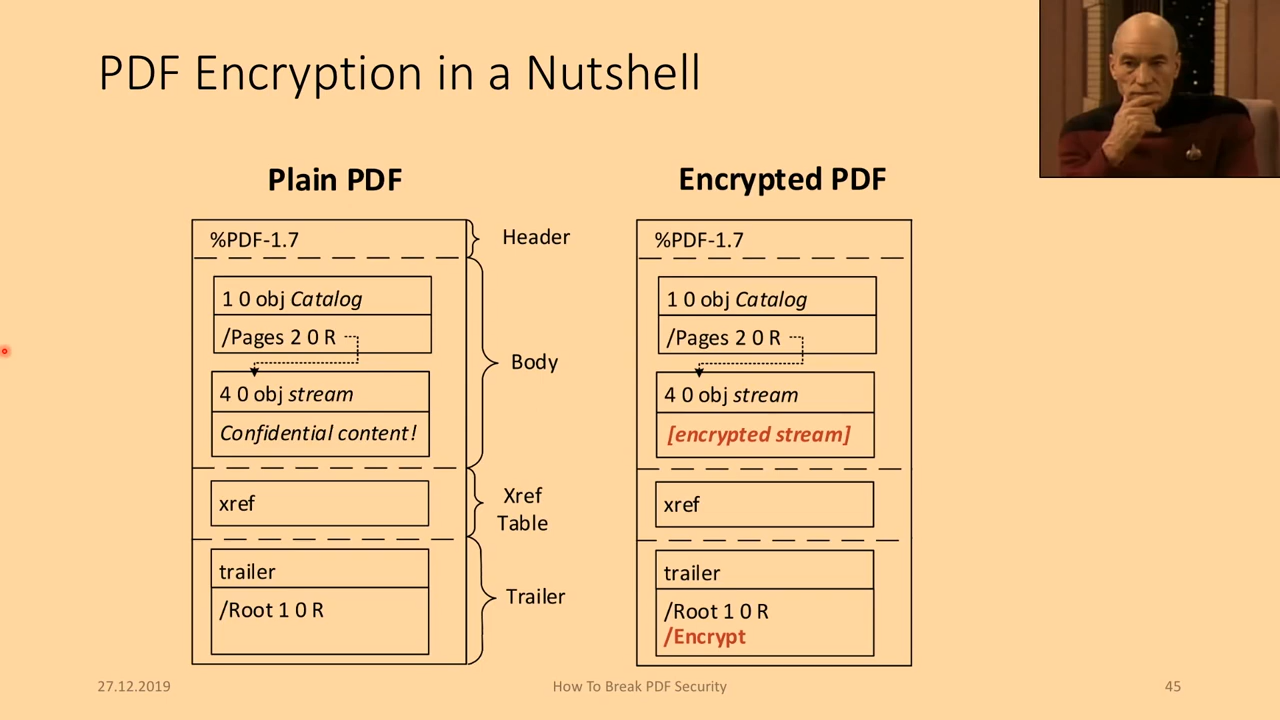 PDF Encryption in a Nutshell
Plain PDF
%PDF-1.7
1 0 obj Catalog
/Pages 2 0 R
4 0 obj stream
Confidential content!
xref
trailer
/Root 1 0 R
Header
Body
Xref
Table
Trailer
Encrypted PDF
%PDF-1.7
1 0 obj Catalog
/Pages 2 0 R
4 0 obj stream
[encrypted stream]
xref
trailer
/Root 1 0 R
/Encrypt
27.12.2019
How To Break PDF Security
45